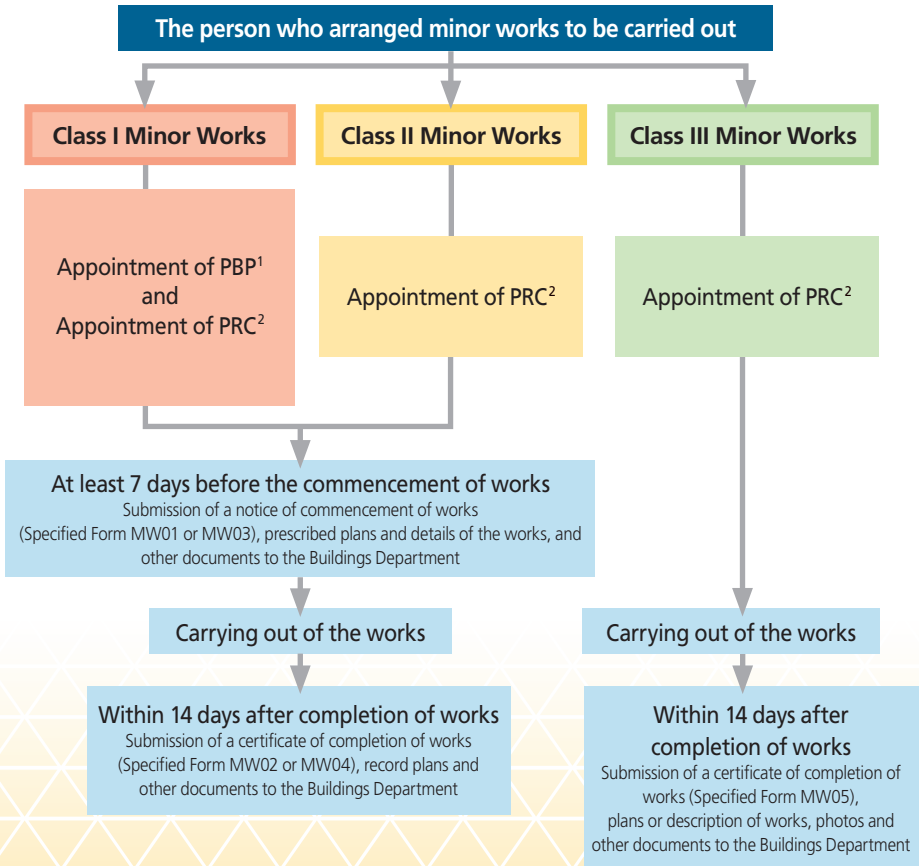 The person who arranged minor works to be carried out
Class I Minor Works
Class II Minor Works
Class III Minor Works
Appointment of PBP¹
and
Appointment of PRC²
Appointment of PRC²
Appointment of PRC²
At least 7 days before the commencement of works
Submission of a notice of commencement of works
(Specified Form MW01 or MW03), prescribed plans and details of the works, and
other documents to the Buildings Department
Carrying out of the works
Carrying out of the works
Within 14 days after completion of works
Submission of a certificate of completion of works
(Specified Form MW02 or MW04), record plans and
other documents to the Buildings Department
Within 14 days after
completion of works
Submission of a certificate of completion of
works (Specified Form MW05),
plans or description of works, photos and
other documents to the Buildings Department